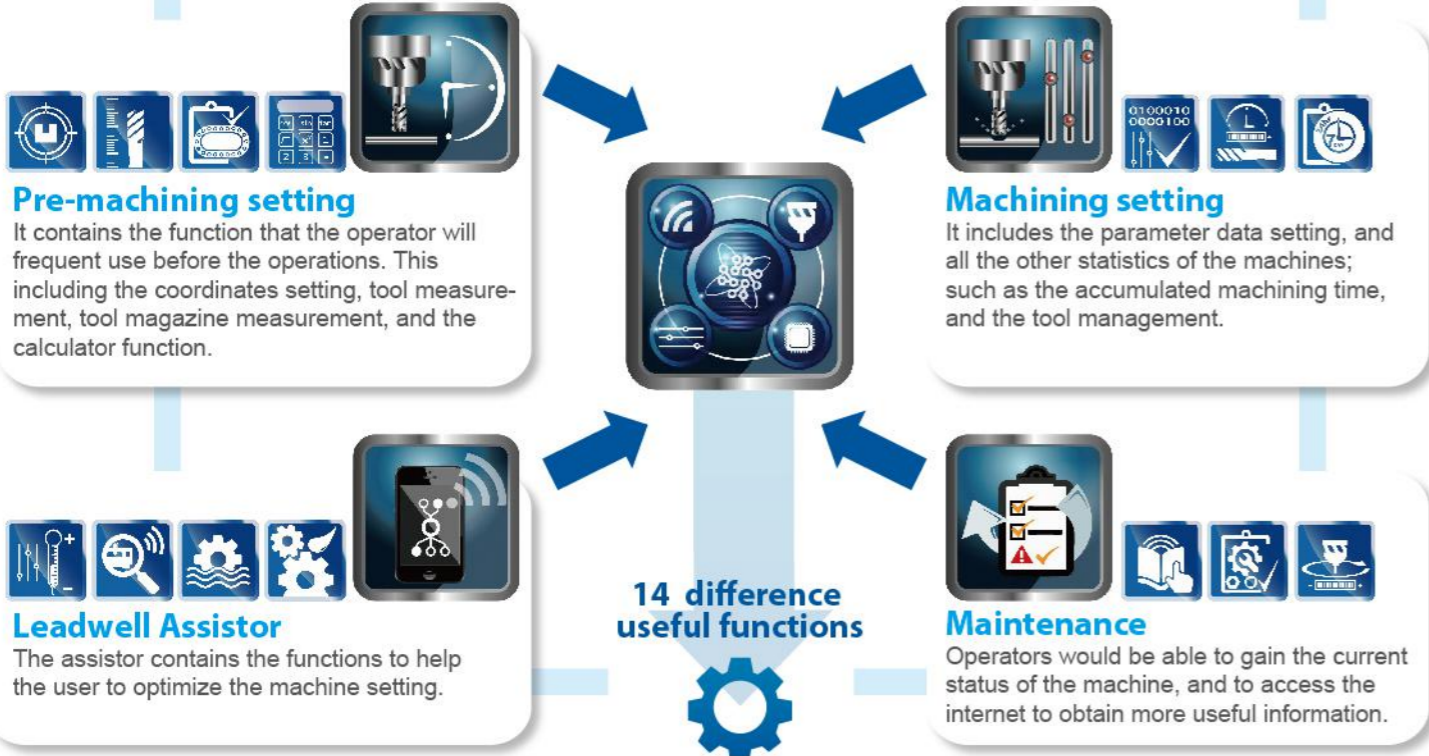 Pre-machining setting
It contains the function that the operator will
frequent use before the operations. This
including the coordinates setting, tool measure-
ment, tool magazine measurement, and the
calculator function.
0100010
0000100
Machining setting
It includes the parameter data setting, and
all the other statistics of the machines;
such as the accumulated machining time,
and the tool management.
Leadwell Assistor
The assistor contains the functions to help
the user to optimize the machine setting.
14 difference
useful functions
Maintenance
Operators would be able to gain the current
status of the machine, and to access the
internet to obtain more useful information.